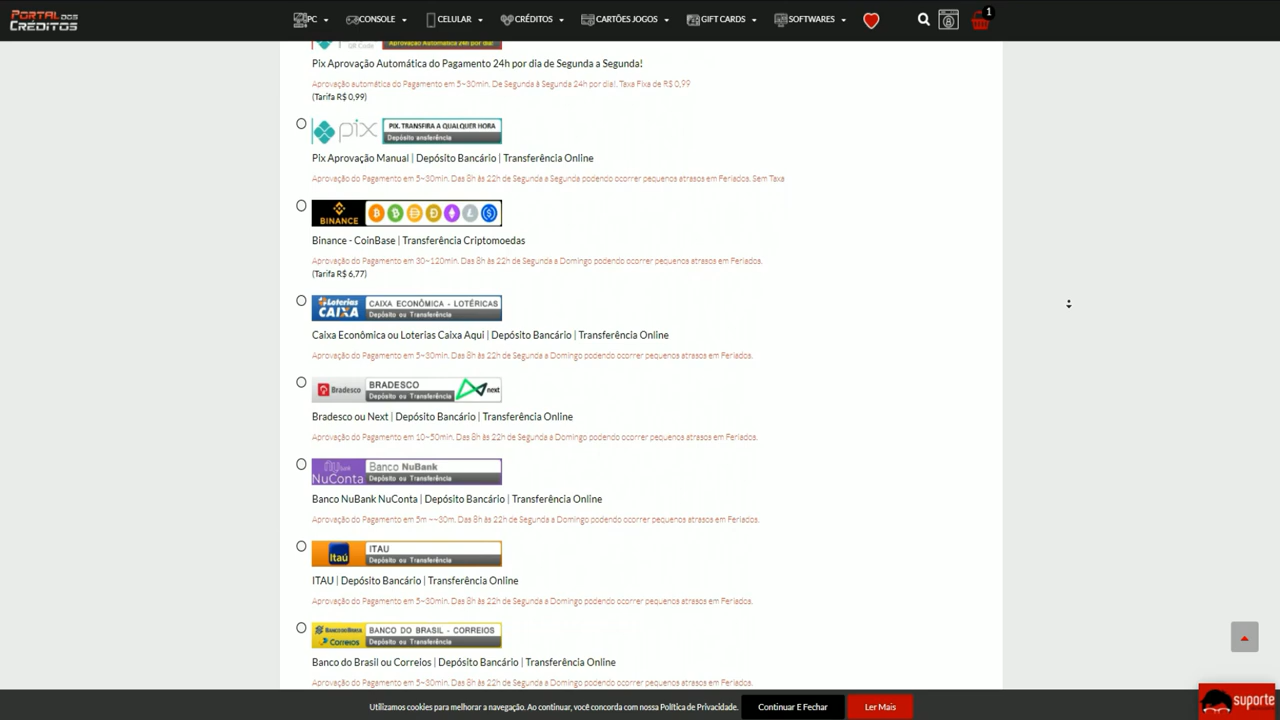 PORTAL DOS CRÉDITOS
PC
CONSOLE
CELULAR
CRÉDITOS
CARTÕES JOGOS
GIFT CARDS
SOFTWARES
1
QR Code
Aprovação Automática 24h por dia!
Pix Aprovação Automática do Pagamento 24h por dia de Segunda a Segunda!
Aprovação automática do Pagamento em 5~30min. De Segunda à Segunda 24h por dia!. Taxa Fixa de R$ 0,99
(Tarifa R$ 0,99)
pix
PIX. TRANSFIRA A QUALQUER HORA
Depósito ansferência
Pix Aprovação Manual | Depósito Bancário | Transferência Online
Aprovação do Pagamento em 5~30min. Das 8h às 22h de Segunda a Segunda podendo ocorrer pequenos atrasos em Feriados. Sem Taxa
BINANCE
Binance - CoinBase | Transferência Criptomoedas
Aprovação do Pagamento em 30~120min. Das 8h às 22h de Segunda a Domingo podendo ocorrer pequenos atrasos em Feriados.
(Tarifa R$ 6,77)
Loterias CAIXA
CAIXA ECONÔMICA - LOTÉRICAS
Depósito ou Transferência
Caixa Econômica ou Loterias Caixa Aqui | Depósito Bancário | Transferência Online
Aprovação do Pagamento em 5~30min. Das 8h às 22h de Segunda a Domingo podendo ocorrer pequenos atrasos em Feriados.
Bradesco
BRADESCO
Depósito ou Transferência
next
Bradesco ou Next | Depósito Bancário | Transferência Online
Aprovação do Pagamento em 10~50min. Das 8h às 22h de Segunda a Domingo podendo ocorrer pequenos atrasos em Feriados.
NuConta
Banco NuBank
Depósito ou Transferência
Banco NuBank NuConta | Depósito Bancário | Transferência Online
Aprovação do Pagamento em 5m ~~30m. Das 8h às 22h de Segunda a Domingo podendo ocorrer pequenos atrasos em Feriados.
Itaú
ITAU
Depósito ou Transferência
ITAU | Depósito Bancário | Transferência Online
Aprovação do Pagamento em 5~30min. Das 8h às 22h de Segunda a Domingo podendo ocorrer pequenos atrasos em Feriados.
Correios
BANCO DO BRASIL - CORREIOS
Depósito ou Transferência
Banco do Brasil ou Correios | Depósito Bancário | Transferência Online
Aprovação do Pagamento em 5~30min. Das 8h às 22h de Segunda a Domingo podendo ocorrer pequenos atrasos em Feriados.
Utilizamos cookies para melhorar a navegação. Ao continuar, você concorda com nossa Política de Privacidade.
Continuar E Fechar
Ler Mais
suporte